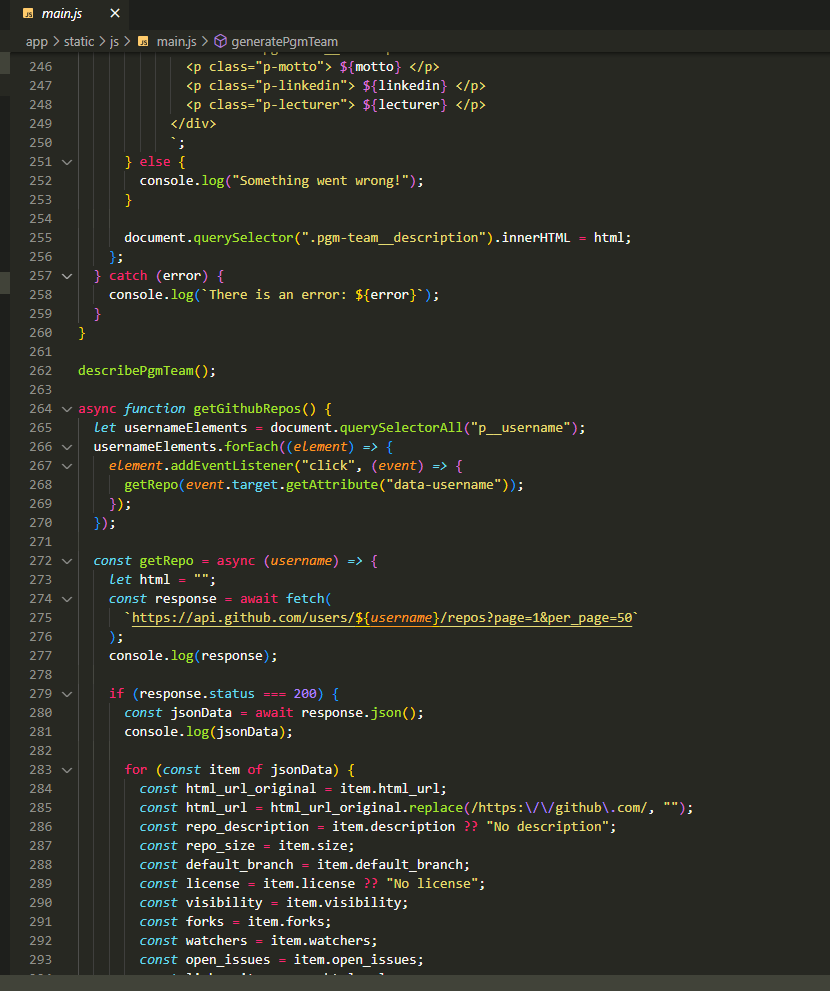 JS main.js ×
app > static > js > JS main.js > generatePgmTeam
246 <p class="p-motto"> ${motto} </p>
247 <p class="p-linkedin"> ${linkedin} </p>
248 <p class="p-lecturer"> ${lecturer} </p>
249 </div>
250 `;
251 } else {
252 console.log("Something went wrong!");
253 }
254
255 document.querySelector(".pgm-team__description").innerHTML = html;
256 };
257 } catch (error) {
258 console.log(`There is an error: ${error}`);
259 }
260 }
261
262 describePgmTeam();
263
264 async function getGithubRepos() {
265 let usernameElements = document.querySelectorAll("p__username");
266 usernameElements.forEach((element) => {
267 element.addEventListener("click", (event) => {
268 getRepo(event.target.getAttribute("data-username"));
269 });
270 });
271
272 const getRepo = async (username) => {
273 let html = "";
274 const response = await fetch(
275 `https://api.github.com/users/${username}/repos?page=1&per_page=50`
276 );
277 console.log(response);
278
279 if (response.status === 200) {
280 const jsonData = await response.json();
281 console.log(jsonData);
282
283 for (const item of jsonData) {
284 const html_url_original = item.html_url;
285 const html_url = html_url_original.replace(/https:\/\/github\.com/, "");
286 const repo_description = item.description ?? "No description";
287 const repo_size = item.size;
288 const default_branch = item.default_branch;
289 const license = item.license ?? "No license";
290 const visibility = item.visibility;
291 const forks = item.forks;
292 const watchers = item.watchers;
293 const open_issues = item.open_issues;